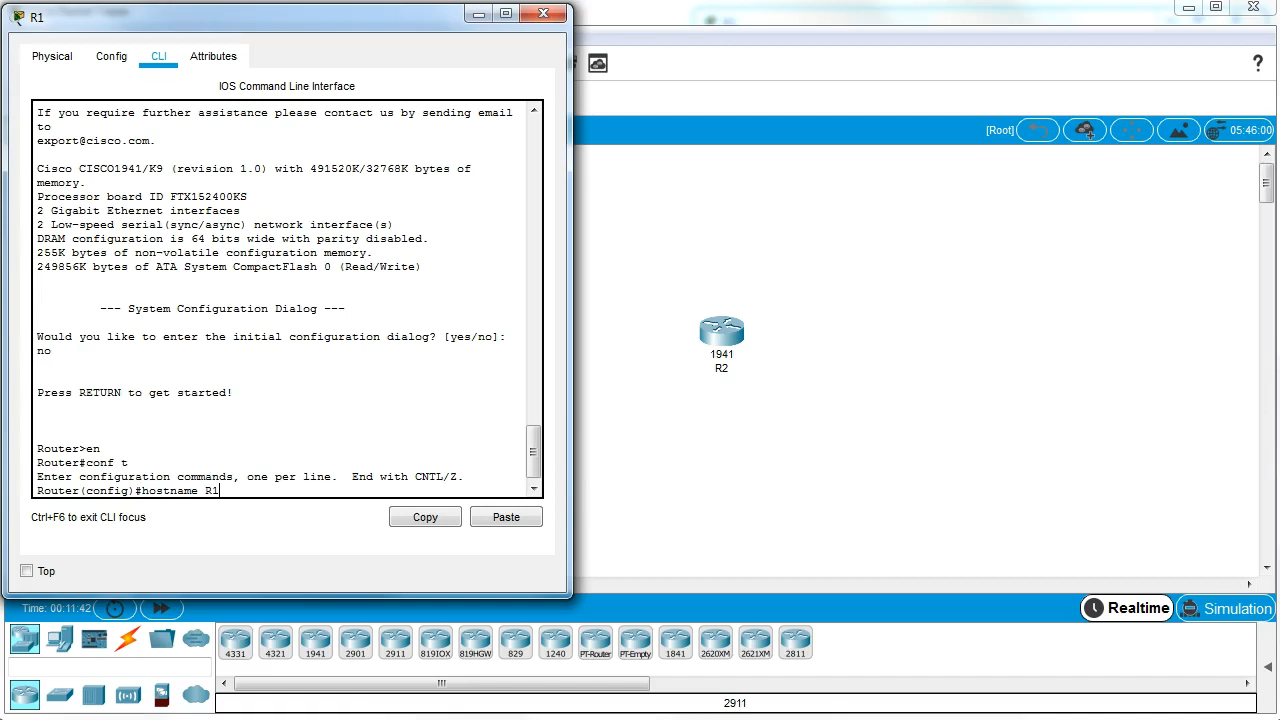 R1
Physical
Config
CLI
Attributes
IOS Command Line Interface
If you require further assistance please contact us by sending email
to
export@cisco.com.
Cisco CISCO1941/K9 (revision 1.0) with 491520K/32768K bytes of
memory.
Processor board ID FTX152400KS
2 Gigabit Ethernet interfaces
2 Low-speed serial(sync/async) network interface(s)
DRAM configuration is 64 bits wide with parity disabled.
255K bytes of non-volatile configuration memory.
249856K bytes of ATA System CompactFlash 0 (Read/Write)
--- System Configuration Dialog ---
Would you like to enter the initial configuration dialog? [yes/no]:
no
Press RETURN to get started!
Router>en
Router#conf t
Enter configuration commands, one per line.  End with CNTL/Z.
Router(config)#hostname R1
Ctrl+F6 to exit CLI focus
Copy
Paste
Top
?
[Root]
05:46:00
1941
R2
Time: 00:11:42
Realtime
Simulation
4331
4321
1941
2901
2911
819IOX
819HGW
829
1240
PT-Router
PT-Empty
1841
2620XM
2621XM
2811
2911